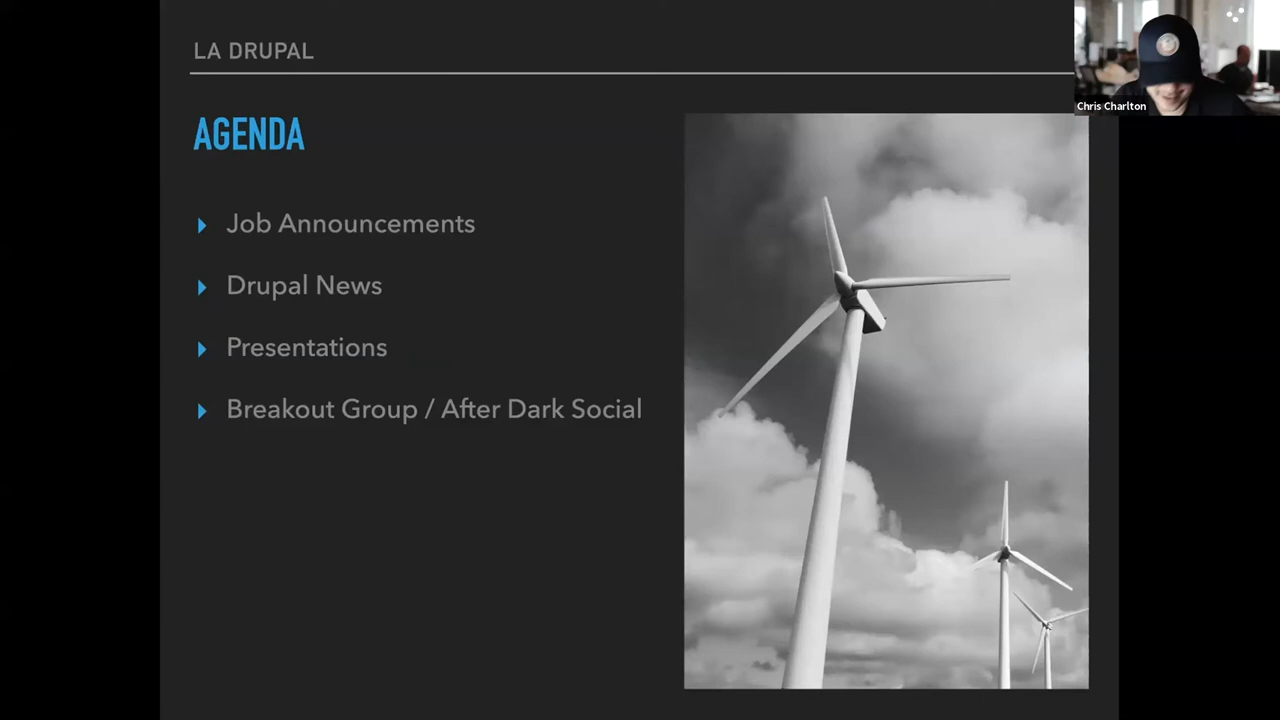 LA DRUPAL
Chris Charlton
AGENDA
Job Announcements
Drupal News
Presentations
Breakout Group / After Dark Social